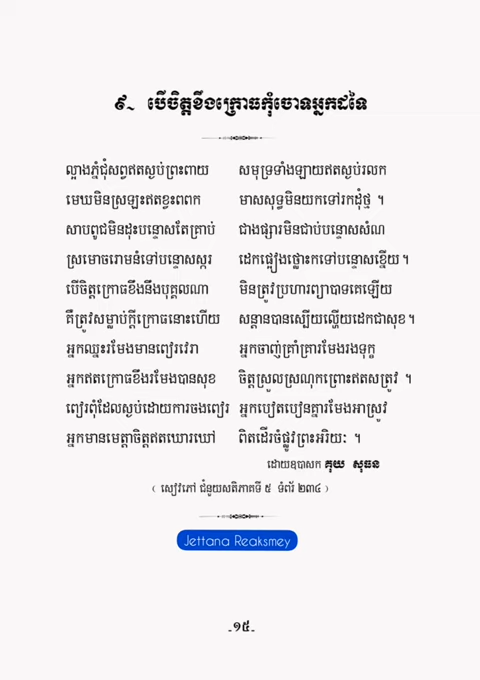 ៩~ បើចិត្តខឹងក្រោធកុំចោទអ្នកដទៃ
ល្អាងភ្នំជុំសព្វឥតស្ងប់ព្រះពាយ សមុទ្រទាំងឡាយឥតស្ងប់រលក
មេឃមិនស្រឡះឥតខ្វះពពក មាសសុទ្ធមិនយកទៅរកដុំថ្ម ។
សាបពូជមិនដុះបន្ទោសតែគ្រាប់ ជាងផ្សារមិនជាប់បន្ទោសសំណ
ស្រមោចរោមនំទៅបន្ទោសស្ករ ដេកផ្អៀងថ្លោះកទៅបន្ទោសខ្នើយ។
បើចិត្តក្រោធខឹងនឹងបុគ្គលណា មិនត្រូវប្រហារព្យាបាទគេឡើយ
គឺត្រូវសម្លាប់ក្ដីក្រោធនោះហើយ សន្តានបានស្បើយល្ហើយដេកជាសុខ។
អ្នកឈ្នះរមែងមានពៀរវេរា អ្នកចាញ់គ្រាំគ្រារមែងរងទុក្ខ
អ្នកឥតក្រោធខឹងរមែងបានសុខ ចិត្តស្រួលស្រណុកព្រោះឥតសត្រូវ ។
ពៀរពុំដែលស្ងប់ដោយការចងពៀរ អ្នកបៀតបៀនគ្នារមែងអាស្រូវ
អ្នកមានមេត្តាចិត្តឥតឃោរឃៅ ពិតដើរចំផ្លូវព្រះអរិយៈ ។
ដោយឧបាសក គុយ សុធន
( សៀវភៅ ជំនួយសតិភាគទី ៥ ទំព័រ ២៣៤ )
Jettana Reaksmey
-១៥-